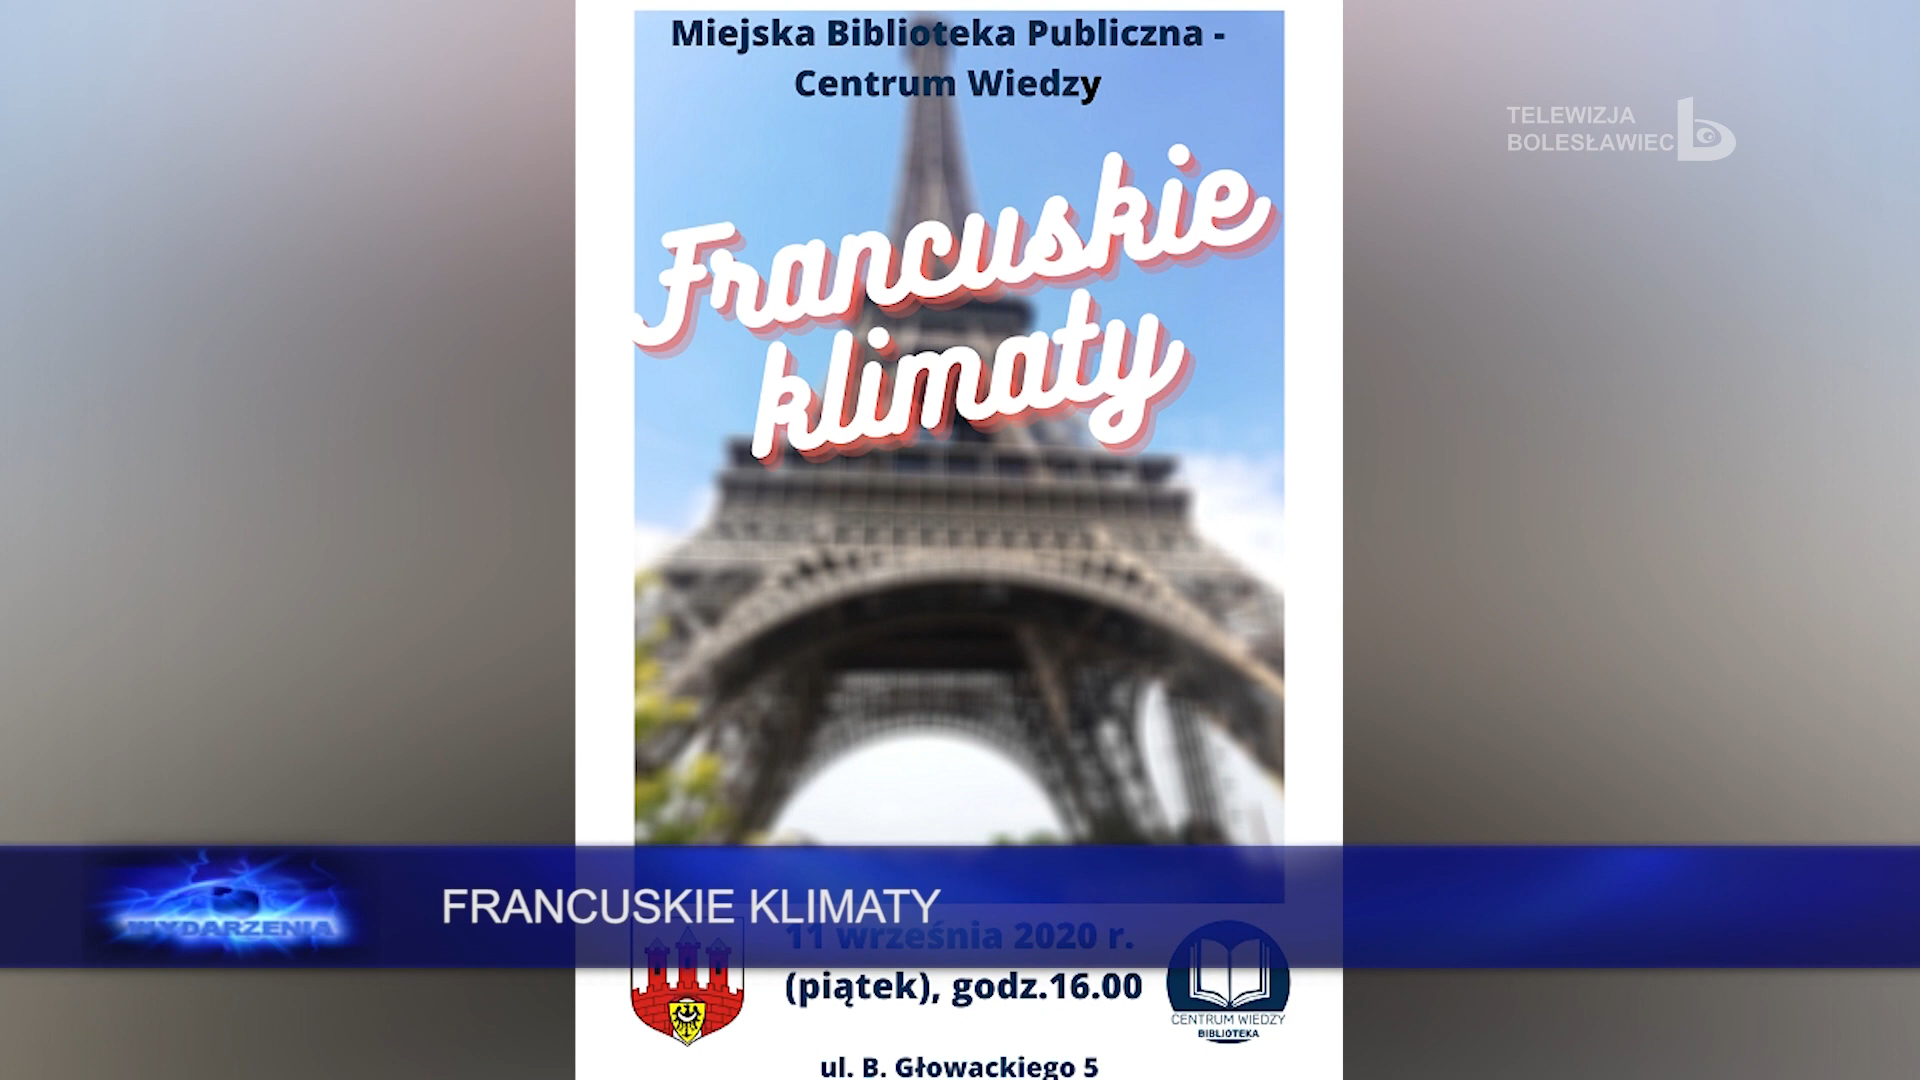 Miejska Biblioteka Publiczna -
Centrum Wiedzy
TELEWIZJA
BOLESŁAWIEC
Francuskie
klimaty
WYDARZENIA
FRANCUSKIE KLIMATY
11 września 2020 r.
(piątek), godz.16.00
CENTRUM WIEDZY
BIBLIOTEKA
ul. B. Głowackiego 5